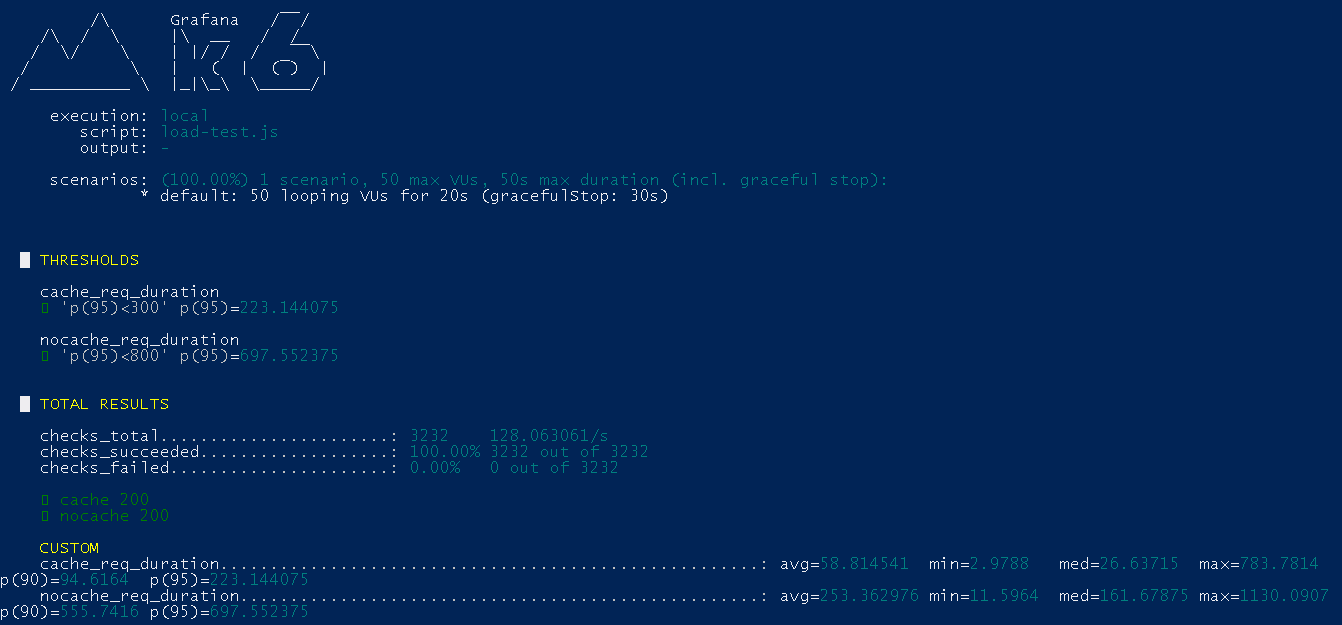 Grafana
execution: local
script: load-test.js
output: -
scenarios: (100.00%) 1 scenario, 50 max VUs, 50s max duration (incl. graceful stop):
* default: 50 looping VUs for 20s (gracefulStop: 30s)
THRESHOLDS
cache_req_duration
'p(95)<300' p(95)=223.144075
nocache_req_duration
'p(95)<800' p(95)=697.552375
TOTAL RESULTS
checks_total.......................: 3232    128.063061/s
checks_succeeded...................: 100.00% 3232 out of 3232
checks_failed......................: 0.00%   0 out of 3232
cache 200
nocache 200
CUSTOM
cache_req_duration......................................................: avg=58.814541  min=2.9788   med=26.63715  max=783.7814
p(90)=94.6164  p(95)=223.144075
nocache_req_duration....................................................: avg=253.362976 min=11.5964  med=161.67875 max=1130.0907
p(90)=555.7416 p(95)=697.552375